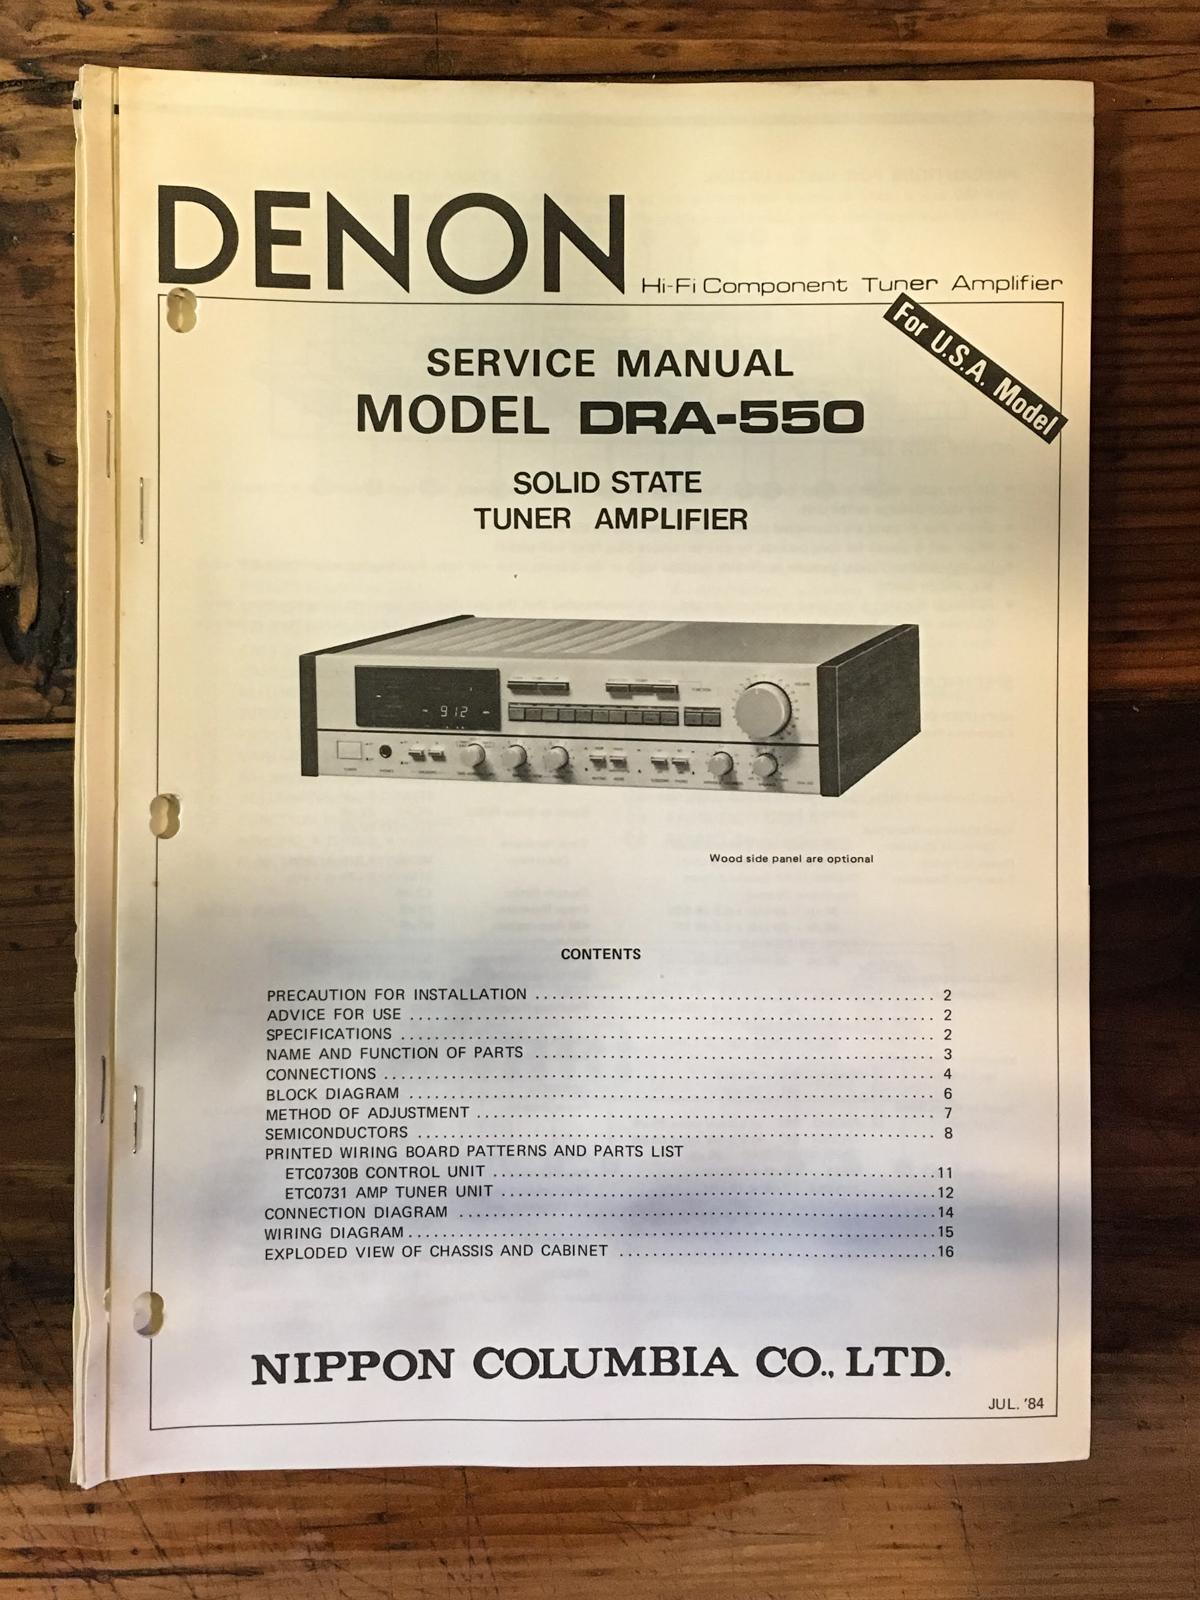 DENON
Hi-Fi Component Tuner Amplifier
For U.S.A. Model
SERVICE MANUAL
MODEL DRA-550
SOLID STATE
TUNER AMPLIFIER
912
Wood side panel are optional
CONTENTS
PRECAUTION FOR INSTALLATION ........ 2
ADVICE FOR USE ........ 2
SPECIFICATIONS ........ 2
NAME AND FUNCTION OF PARTS ........ 3
CONNECTIONS ........ 4
BLOCK DIAGRAM ........ 6
METHOD OF ADJUSTMENT ........ 7
SEMICONDUCTORS ........ 8
PRINTED WIRING BOARD PATTERNS AND PARTS LIST
ETC0730B CONTROL UNIT ........ 11
ETC0731 AMP TUNER UNIT ........ 12
CONNECTION DIAGRAM ........ 14
WIRING DIAGRAM ........ 15
EXPLODED VIEW OF CHASSIS AND CABINET ........ 16
NIPPON COLUMBIA CO., LTD.
JUL. '84